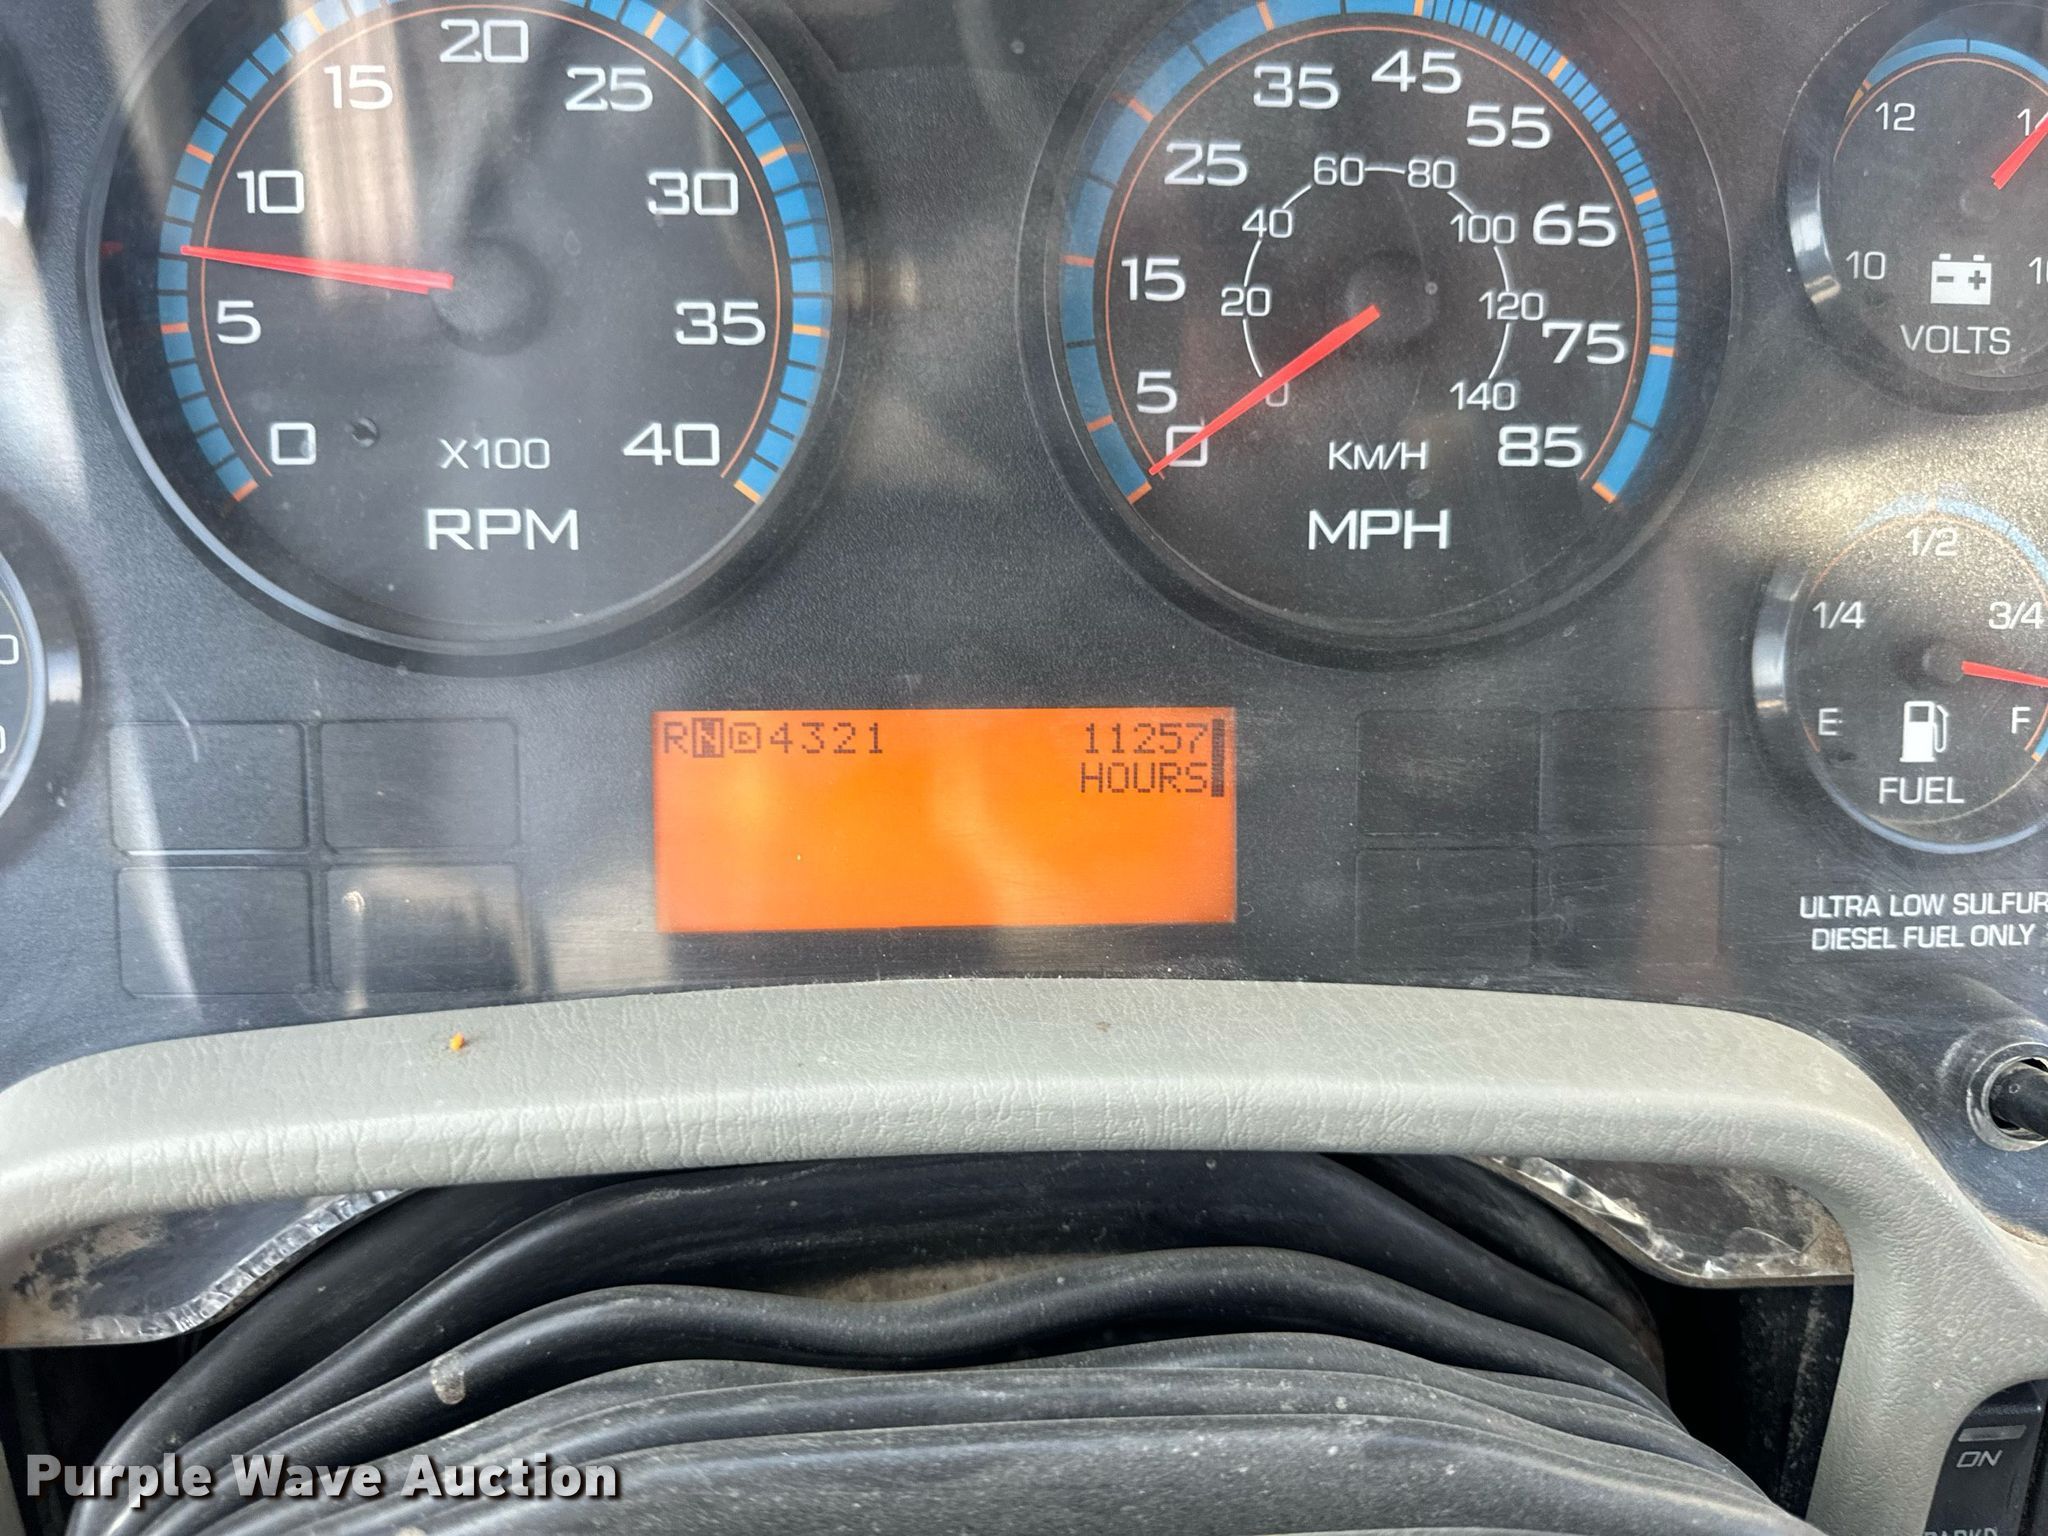 20
15
25
10
30
5
35
0
40
X100
RPM
45
35
55
25
60 80
40
100
65
15
20
120
75
5
0
140
0
KM/H
85
MPH
12
10
VOLTS
1/2
1/4
3/4
E
F
FUEL
RND4321 11257
HOURS
ULTRA LOW SULFUR
DIESEL FUEL ONLY
ON
Purple Wave Auction